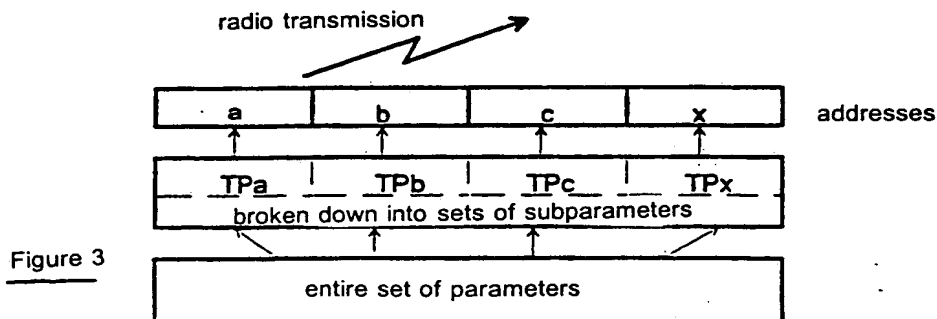 radio transmission
a b c x addresses
TPa TPb TPc TPx
broken down into sets of subparameters
Figure 3
entire set of parameters